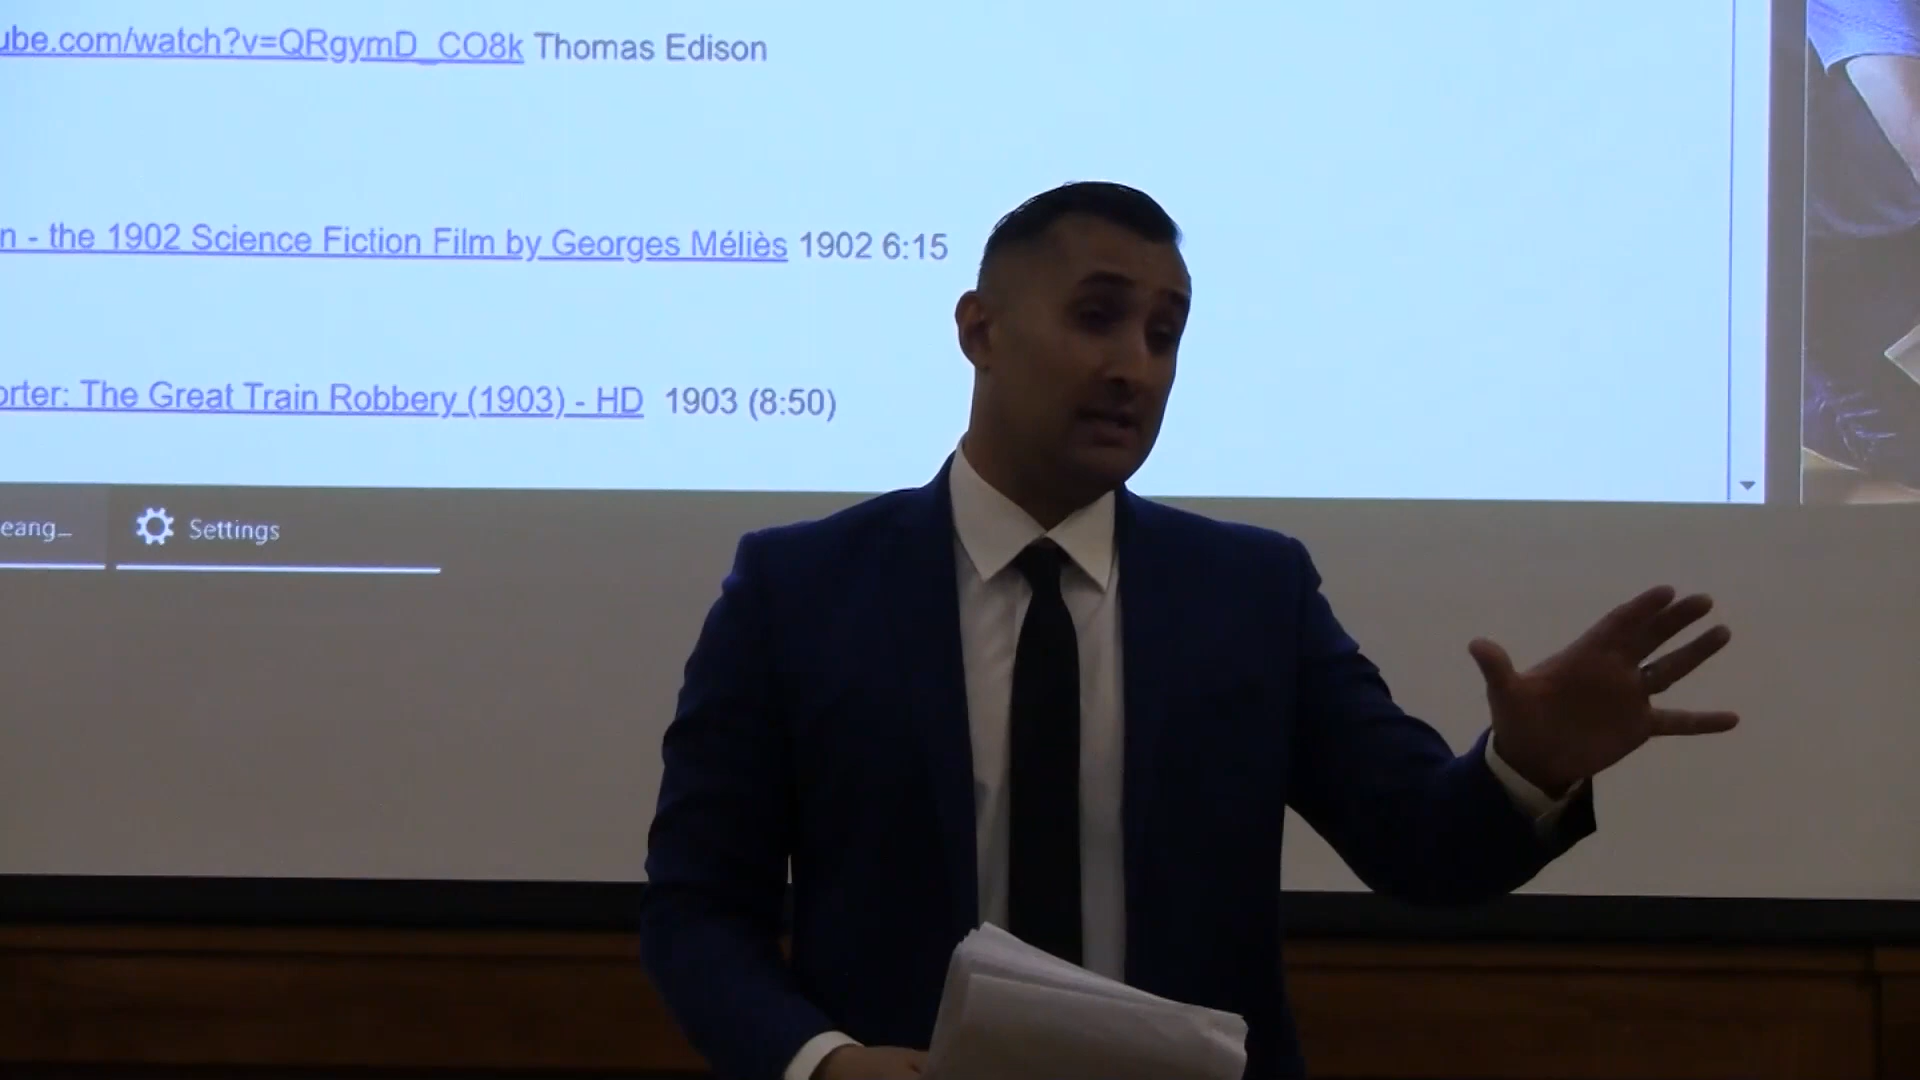 ube.com/watch?v=QRgymD_CO8k Thomas Edison
n - the 1902 Science Fiction Film by Georges Méliès 1902 6:15
orter: The Great Train Robbery (1903) - HD 1903 (8:50)
eang_ Settings